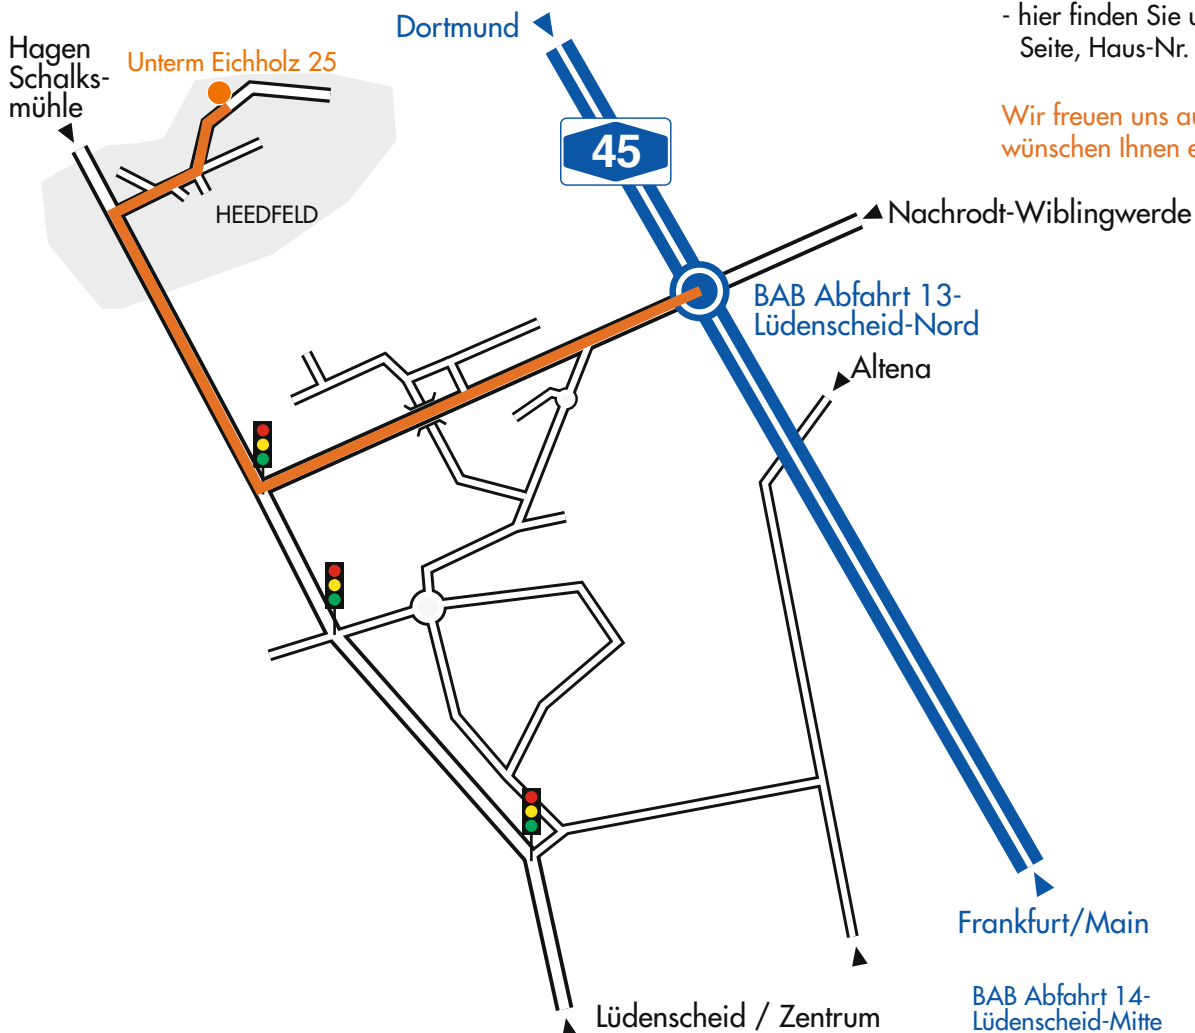 Dortmund
- hier finden Sie
Seite, Haus-Nr.
Hagen
Schalks-
mühle
Unterm Eichholz 25
Wir freuen uns
wünschen Ihnen
45
HEEDFELD
Nachrodt-Wiblingwerde
BAB Abfahrt 13-
Lüdenscheid-Nord
Altena
Frankfurt/Main
BAB Abfahrt 14-
Lüdenscheid-Mitte
Lüdenscheid / Zentrum